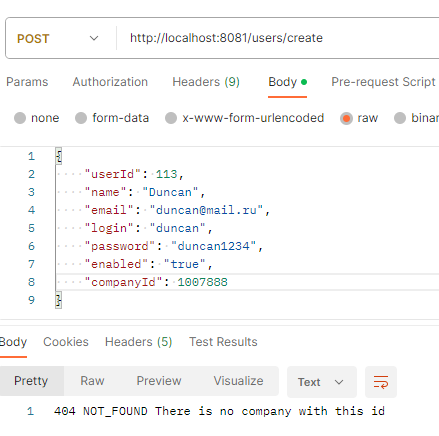 POST http://localhost:8081/users/create
Params Authorization Headers (9) Body Pre-request Script
none form-data x-www-form-urlencoded raw binar
1 {
2 "userId": 113,
3 "name": "Duncan",
4 "email": "duncan@mail.ru",
5 "login": "duncan",
6 "password": "duncan1234",
7 "enabled": "true",
8 "companyId": 1007888
9 }
Body Cookies Headers (5) Test Results
Pretty Raw Preview Visualize Text
1 404 NOT_FOUND There is no company with this id